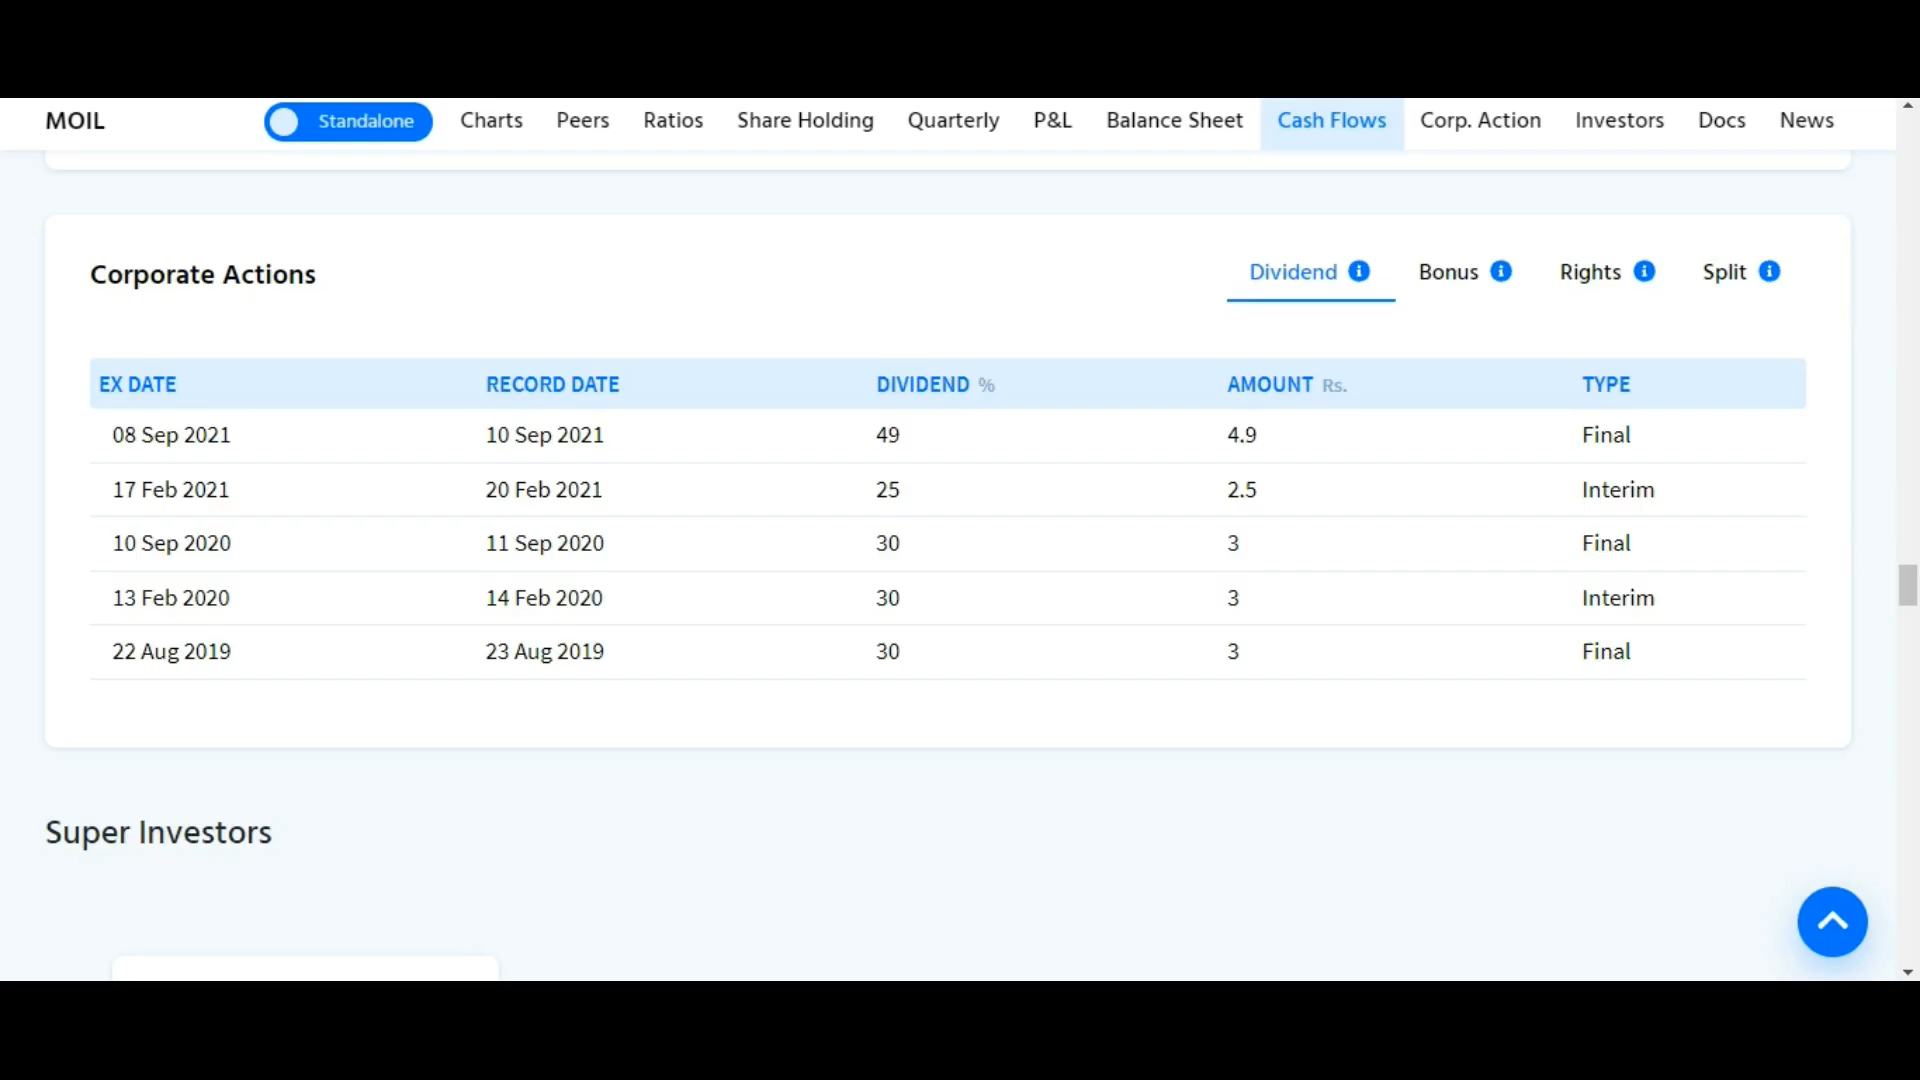 MOIL Standalone Charts Peers Ratios Share Holding Quarterly P&L Balance Sheet Cash Flows Corp. Action Investors Docs News
Corporate Actions Dividend Bonus Rights Split
EX DATE RECORD DATE DIVIDEND % AMOUNT Rs. TYPE
08 Sep 2021 10 Sep 2021 49 4.9 Final
17 Feb 2021 20 Feb 2021 25 2.5 Interim
10 Sep 2020 11 Sep 2020 30 3 Final
13 Feb 2020 14 Feb 2020 30 3 Interim
22 Aug 2019 23 Aug 2019 30 3 Final
Super Investors